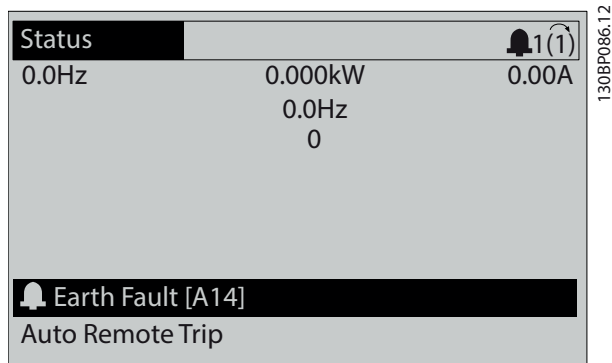 Status 1(1)
0.0Hz 0.000kW 0.00A
0.0Hz
0
Earth Fault [A14]
Auto Remote Trip
130BP086.12